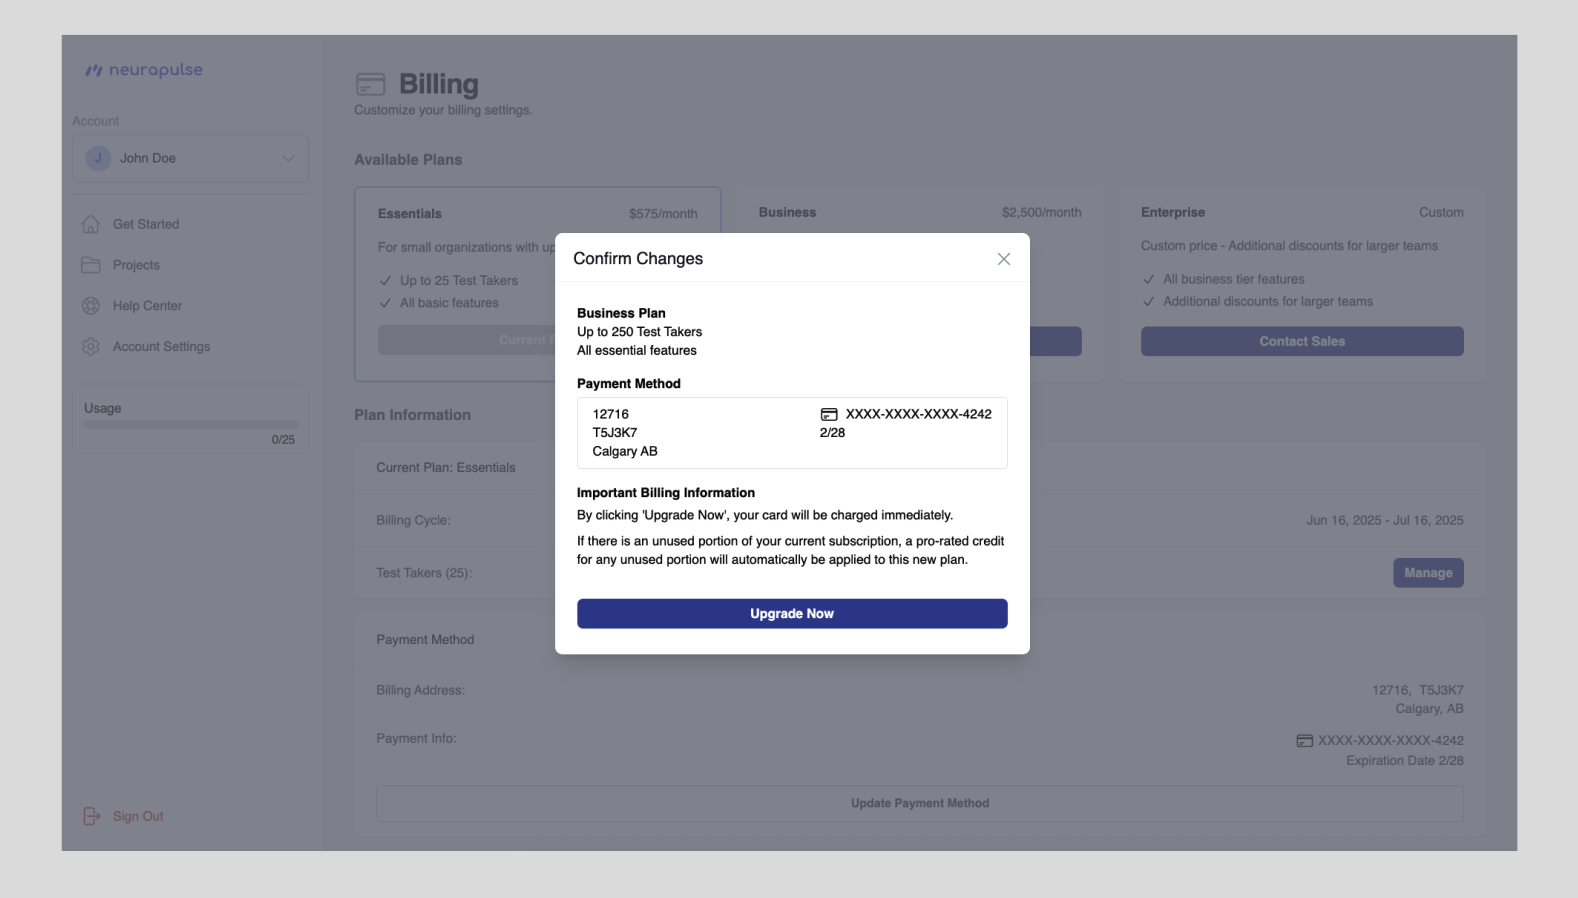 neurapulse
Account
J John Doe
Get Started
Projects
Help Center
Account Settings
Usage
0/25
Sign Out
Billing
Customize your billing settings.
Available Plans
Essentials $575/month
For small organizations with up
Up to 25 Test Takers
All basic features
Current
Business $2,500/month
Enterprise Custom
Custom price - Additional discounts for larger teams
All business tier features
Additional discounts for larger teams
Contact Sales
Plan Information
Current Plan: Essentials
Billing Cycle: Jun 16, 2025 - Jul 16, 2025
Test Takers (25): Manage
Payment Method
Billing Address: 12716, T5J3K7
Calgary, AB
Payment Info: XXXX-XXXX-XXXX-4242
Expiration Date 2/28
Update Payment Method
Confirm Changes
Business Plan
Up to 250 Test Takers
All essential features
Payment Method
12716 XXXX-XXXX-XXXX-4242
T5J3K7 2/28
Calgary AB
Important Billing Information
By clicking 'Upgrade Now', your card will be charged immediately.
If there is an unused portion of your current subscription, a pro-rated credit
for any unused portion will automatically be applied to this new plan.
Upgrade Now